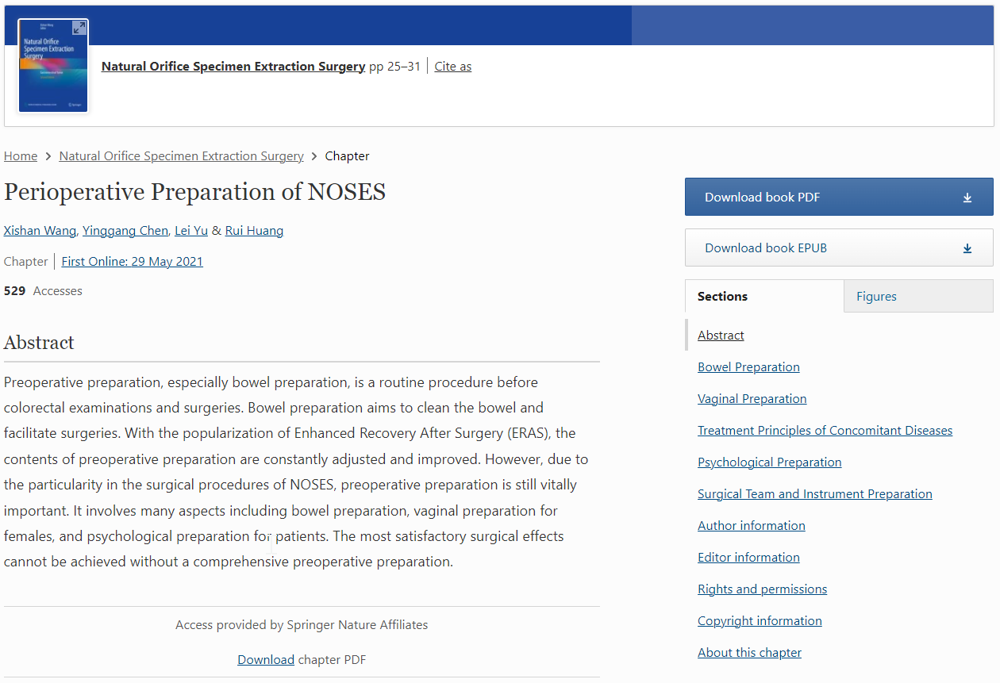 Natural Orifice
Specimen Extraction
Surgery
Natural Orifice Specimen Extraction Surgery pp 25–31 | Cite as
Home > Natural Orifice Specimen Extraction Surgery > Chapter
Perioperative Preparation of NOSES
Xishan Wang, Yinggang Chen, Lei Yu & Rui Huang
Chapter | First Online: 29 May 2021
529 Accesses
Abstract
Preoperative preparation, especially bowel preparation, is a routine procedure before
colorectal examinations and surgeries. Bowel preparation aims to clean the bowel and
facilitate surgeries. With the popularization of Enhanced Recovery After Surgery (ERAS), the
contents of preoperative preparation are constantly adjusted and improved. However, due to
the particularity in the surgical procedures of NOSES, preoperative preparation is still vitally
important. It involves many aspects including bowel preparation, vaginal preparation for
females, and psychological preparation for patients. The most satisfactory surgical effects
cannot be achieved without a comprehensive preoperative preparation.
Access provided by Springer Nature Affiliates
Download chapter PDF
Download book PDF
Download book EPUB
Sections
Figures
Abstract
Bowel Preparation
Vaginal Preparation
Treatment Principles of Concomitant Diseases
Psychological Preparation
Surgical Team and Instrument Preparation
Author information
Editor information
Rights and permissions
Copyright information
About this chapter